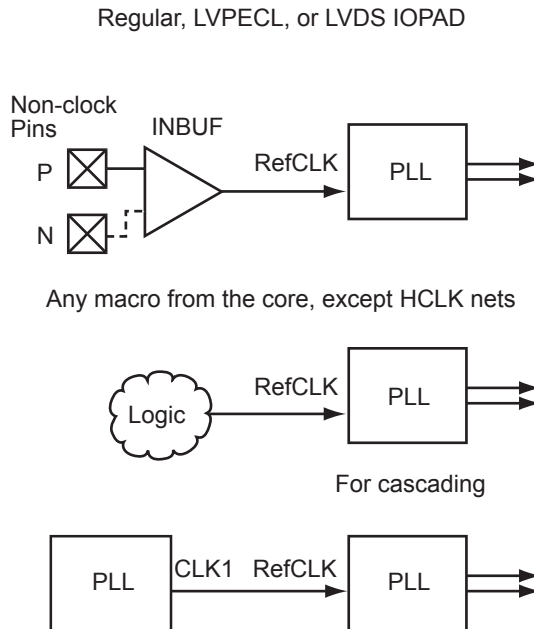 Regular, LVPECL, or LVDS IOPAD
Non-clock
Pins
INBUF
P
RefCLK
PLL
N
Any macro from the core, except HCLK nets
RefCLK
Logic
PLL
For cascading
PLL
CLK1
RefCLK
PLL